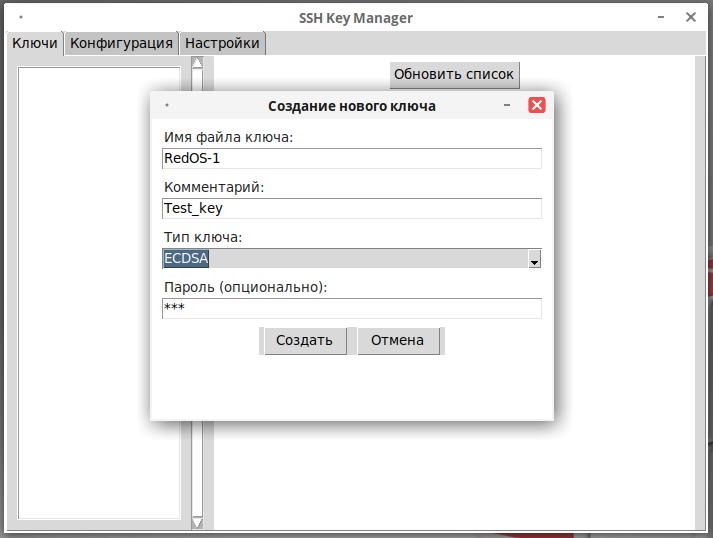 SSH Key Manager
Ключи Конфигурация Настройки
Обновить список
Создание нового ключа
Имя файла ключа:
RedOS-1
Комментарий:
Test_key
Тип ключа:
ECDSA
Пароль (опционально):
***
Создать Отмена